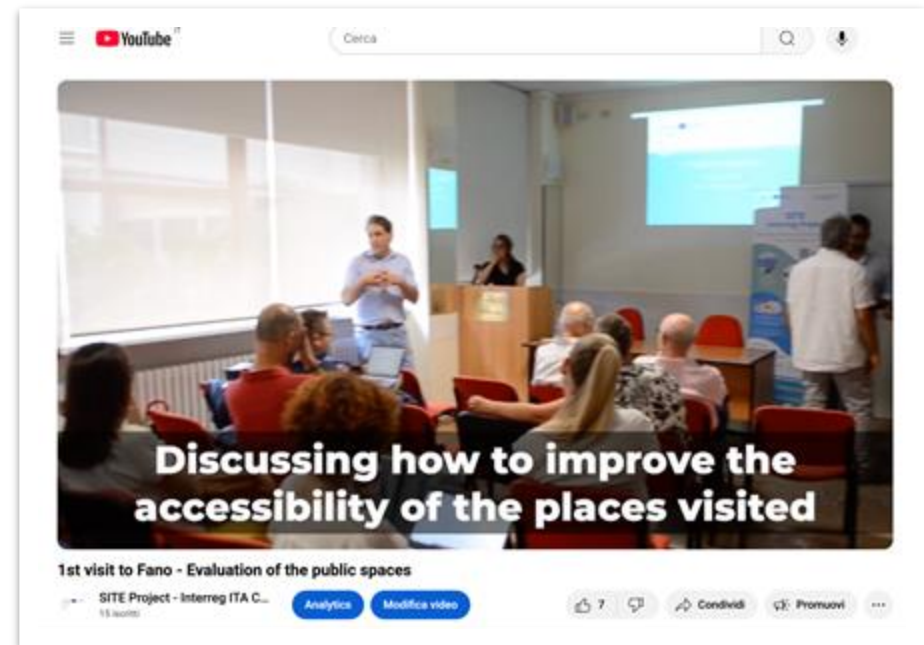 YouTube IT
Cerca
Discussing how to improve the
accessibility of the places visited
1st visit to Fano - Evaluation of the public spaces
SITE Project - Interreg ITA C...
15 iscritti
Analytics
Modifica video
7
Condividi
Promuovi
...